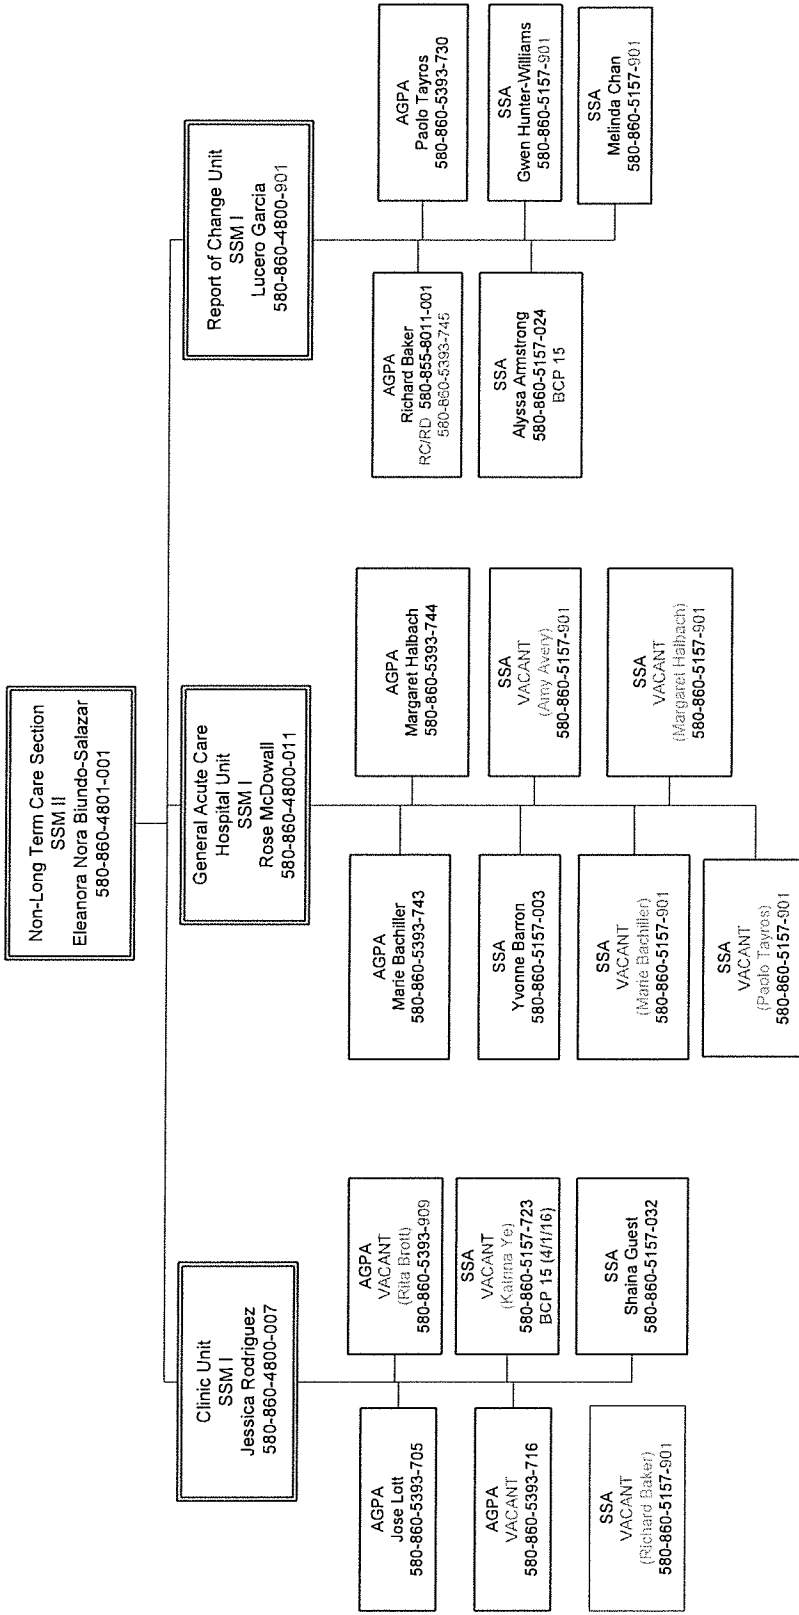 Non-Long Term Care Section
SSM II
Eleanora Nora Biundo-Salazar
580-860-4801-001
Clinic Unit
SSM I
Jessica Rodriguez
580-860-4800-007
AGPA
Jose Lott
580-860-5393-705
AGPA
VACANT
(Rita Brott)
580-860-5393-909
AGPA
VACANT
580-860-5393-716
SSA
VACANT
(Katrina Ye)
580-860-5157-723
BCP 15 (4/1/16)
SSA
VACANT
(Richard Baker)
580-860-5157-901
SSA
Shaina Guest
580-860-5157-032
General Acute Care
Hospital Unit
SSM I
Rose McDowall
580-860-4800-011
AGPA
Marie Bachiller
580-860-5393-743
AGPA
Margaret Halbach
580-860-5393-744
SSA
Yvonne Barron
580-860-5157-003
SSA
VACANT
(Amy Avery)
580-860-5157-901
SSA
VACANT
(Marie Bachiller)
580-860-5157-901
SSA
VACANT
(Margaret Halbach)
580-860-5157-901
SSA
VACANT
(Paolo Tayros)
580-860-5157-901
Report of Change Unit
SSM I
Lucero Garcia
580-860-4800-901
AGPA
Richard Baker
RC/RD 580-855-8011-001
580-860-5393-745
AGPA
Paolo Tayros
580-860-5393-730
SSA
Alyssa Armstrong
580-860-5157-024
BCP 15
SSA
Gwen Hunter-Williams
580-860-5157-901
SSA
Melinda Chan
580-860-5157-901